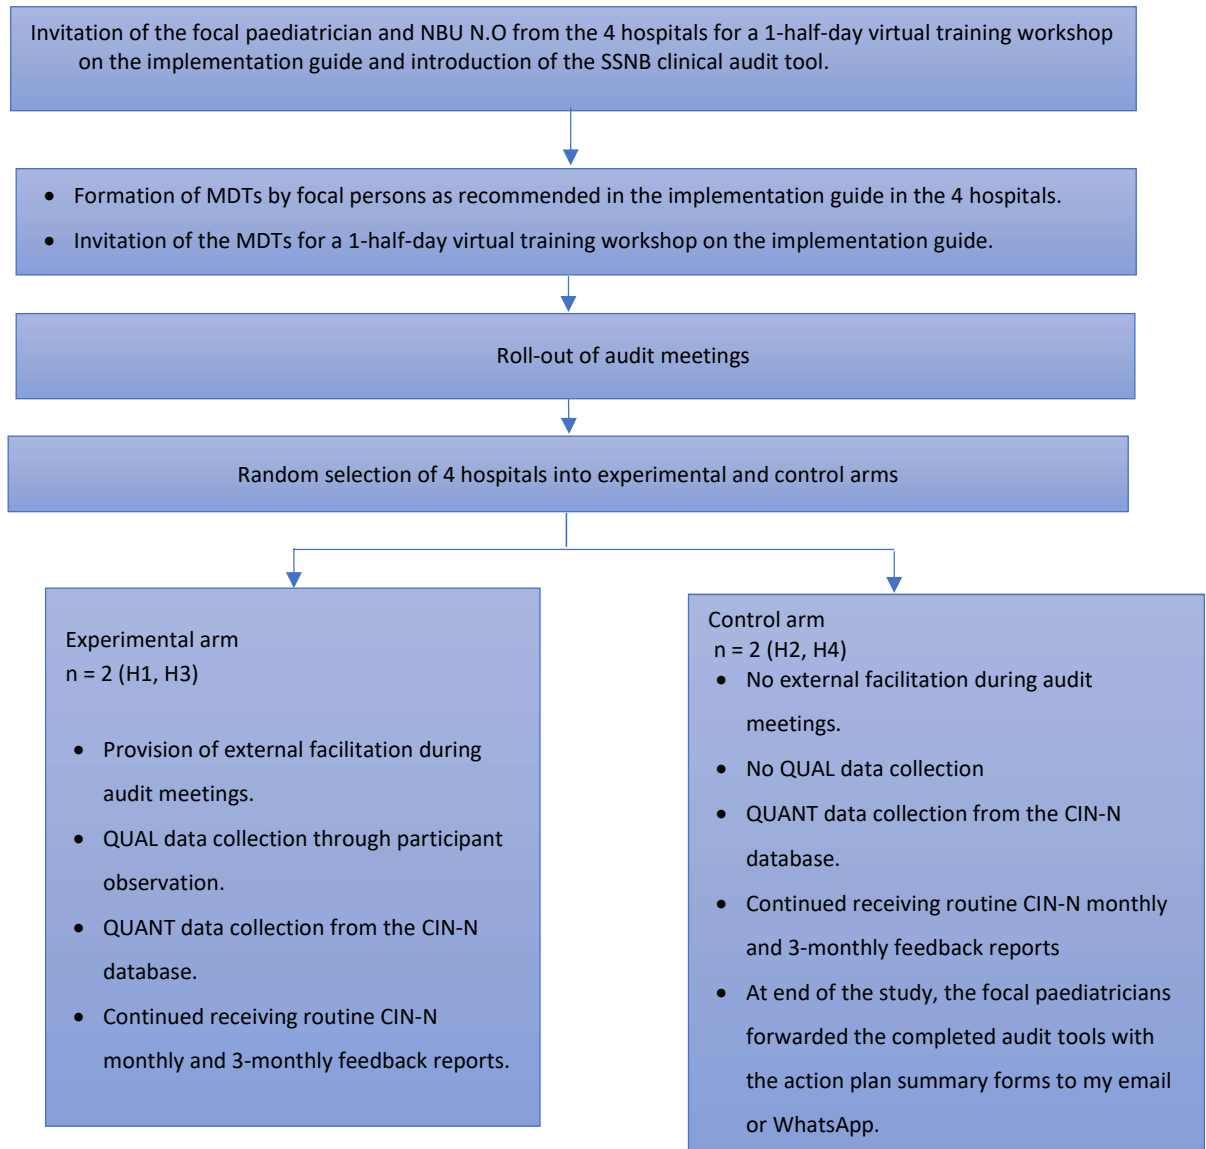 Invitation of the focal paediatrician and NBU N.O from the 4 hospitals for a 1-half-day virtual training workshop
on the implementation guide and introduction of the SSNB clinical audit tool.
• Formation of MDTs by focal persons as recommended in the implementation guide in the 4 hospitals.
• Invitation of the MDTs for a 1-half-day virtual training workshop on the implementation guide.
Roll-out of audit meetings
Random selection of 4 hospitals into experimental and control arms
Experimental arm
n = 2 (H1, H3)
• Provision of external facilitation during
audit meetings.
• QUAL data collection through participant
observation.
• QUANT data collection from the CIN-N
database.
• Continued receiving routine CIN-N
monthly and 3-monthly feedback reports.
Control arm
n = 2 (H2, H4)
• No external facilitation during audit
meetings.
• No QUAL data collection
• QUANT data collection from the CIN-N
database.
• Continued receiving routine CIN-N monthly
and 3-monthly feedback reports
• At end of the study, the focal paediatricians
forwarded the completed audit tools with
the action plan summary forms to my email
or WhatsApp.